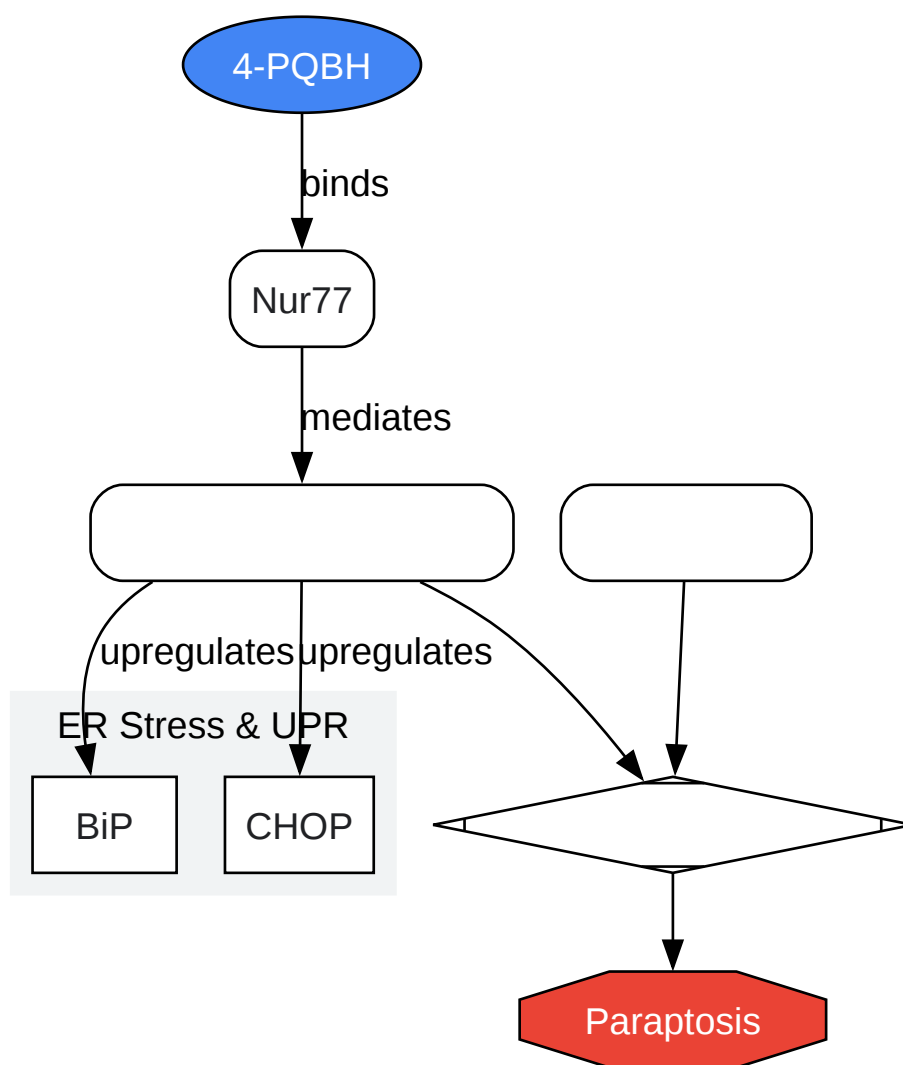 4-PQBH
binds
Nur77
mediates
upregulates
upregulates
ER Stress & UPR
BiP
CHOP
Paraptosis